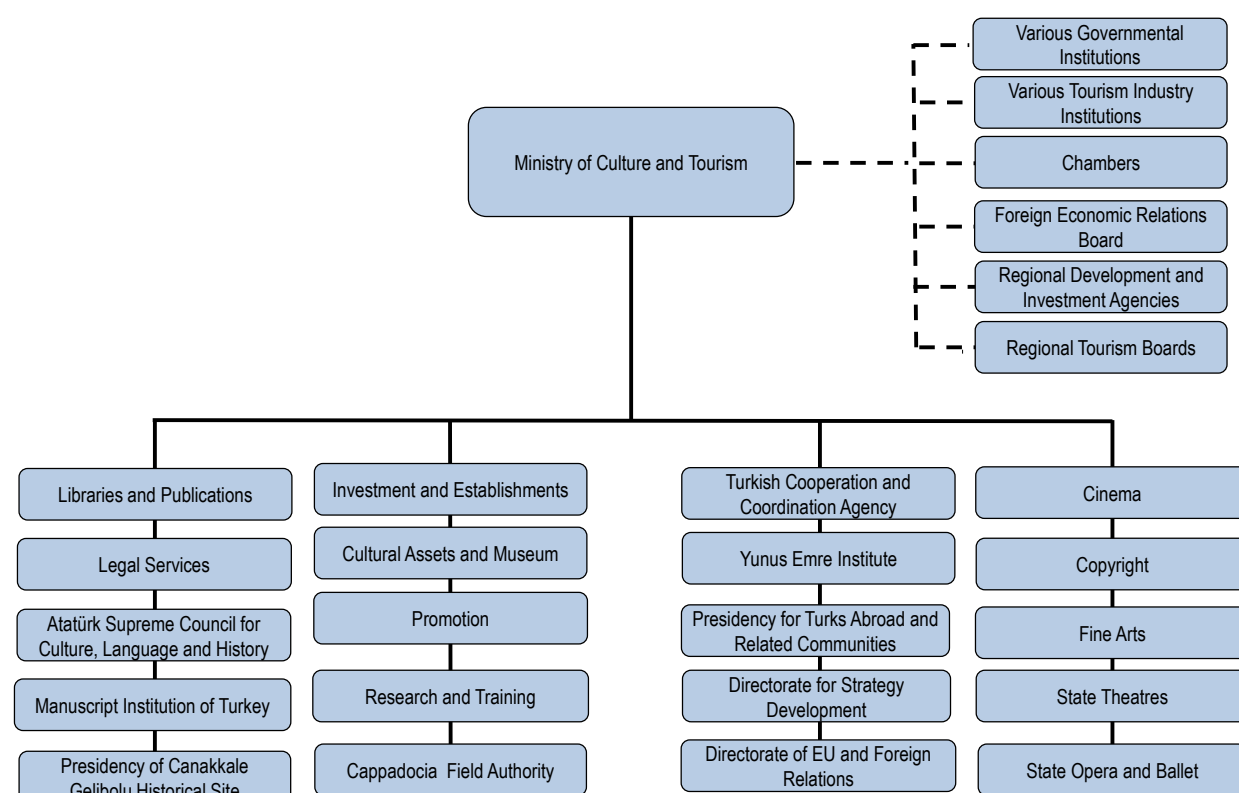 Various Governmental
Institutions
Various Tourism Industry
Institutions
Ministry of Culture and Tourism
Chambers
Foreign Economic Relations
Board
Regional Development and
Investment Agencies
Regional Tourism Boards
Libraries and Publications
Legal Services
Atatürk Supreme Council for
Culture, Language and History
Manuscript Institution of Turkey
Presidency of Canakkale
Gelibolu Historical Site
Investment and Establishments
Cultural Assets and Museum
Promotion
Research and Training
Cappadocia Field Authority
Turkish Cooperation and
Coordination Agency
Yunus Emre Institute
Presidency for Turks Abroad and
Related Communities
Directorate for Strategy
Development
Directorate of EU and Foreign
Relations
Cinema
Copyright
Fine Arts
State Theatres
State Opera and Ballet